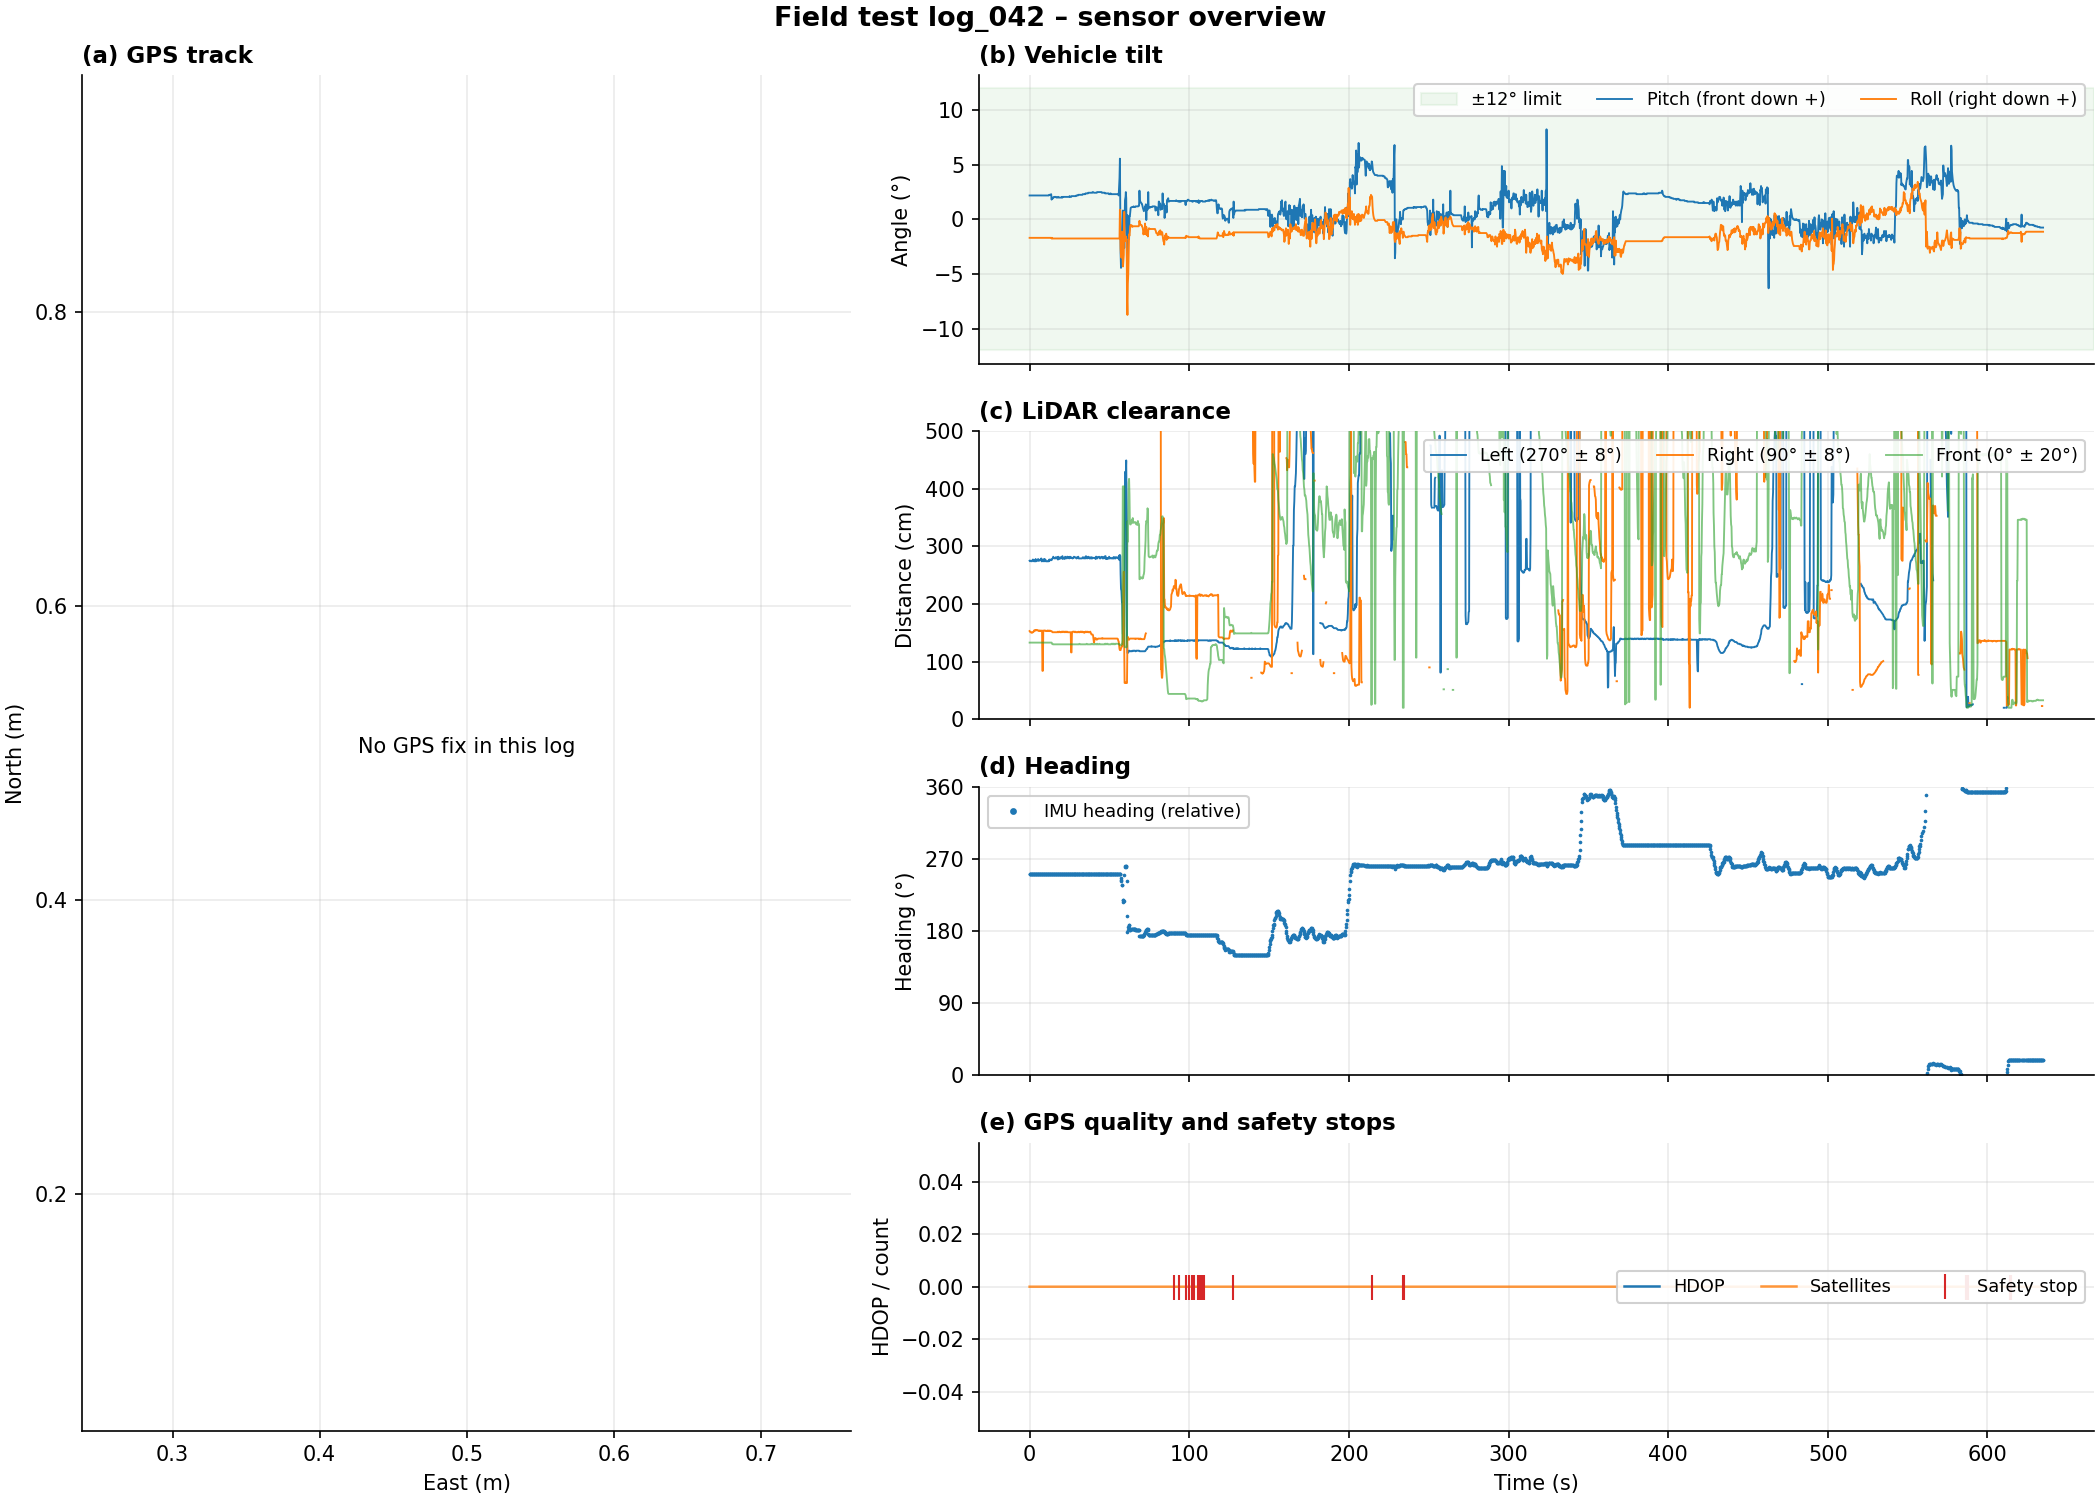 Field test log_042 – sensor overview
(a) GPS track
North (m)
0.8
0.6
0.4
0.2
No GPS fix in this log
0.3 0.4 0.5 0.6 0.7
East (m)
(b) Vehicle tilt
Angle (°)
10
5
0
−5
−10
±12° limit Pitch (front down +) Roll (right down +)
(c) LiDAR clearance
Distance (cm)
500
400
300
200
100
0
Left (270° ± 8°) Right (90° ± 8°) Front (0° ± 20°)
(d) Heading
Heading (°)
360
270
180
90
0
IMU heading (relative)
(e) GPS quality and safety stops
HDOP / count
0.04
0.02
0.00
−0.02
−0.04
HDOP Satellites Safety stop
0 100 200 300 400 500 600
Time (s)